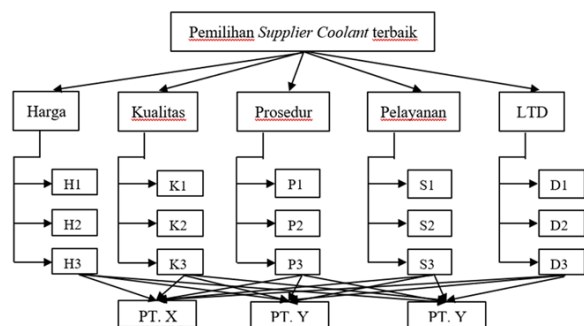 Pemilihan Supplier Coolant terbaik
Harga Kualitas Prosedur Pelayanan LTD
H1 K1 P1 S1 D1
H2 K2 P2 S2 D2
H3 K3 P3 S3 D3
PT. X PT. Y PT. Y